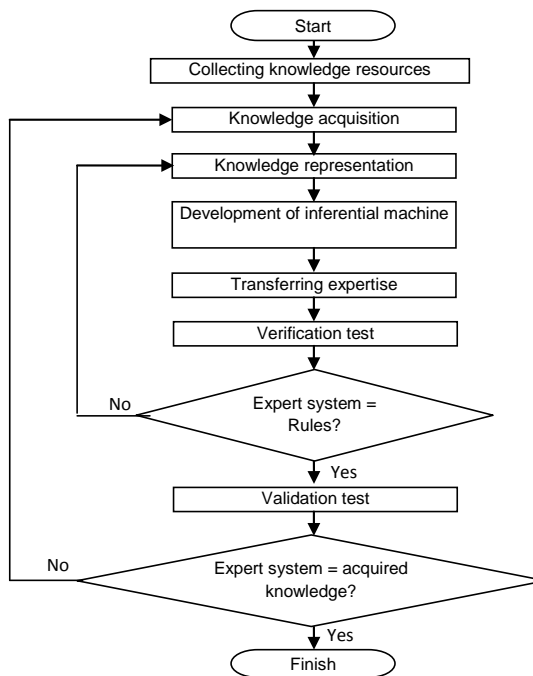 Start
Collecting knowledge resources
Knowledge acquisition
Knowledge representation
Development of inferential machine
Transferring expertise
Verification test
No
Expert system =
Rules?
Yes
Validation test
No
Expert system = acquired
knowledge?
Yes
Finish